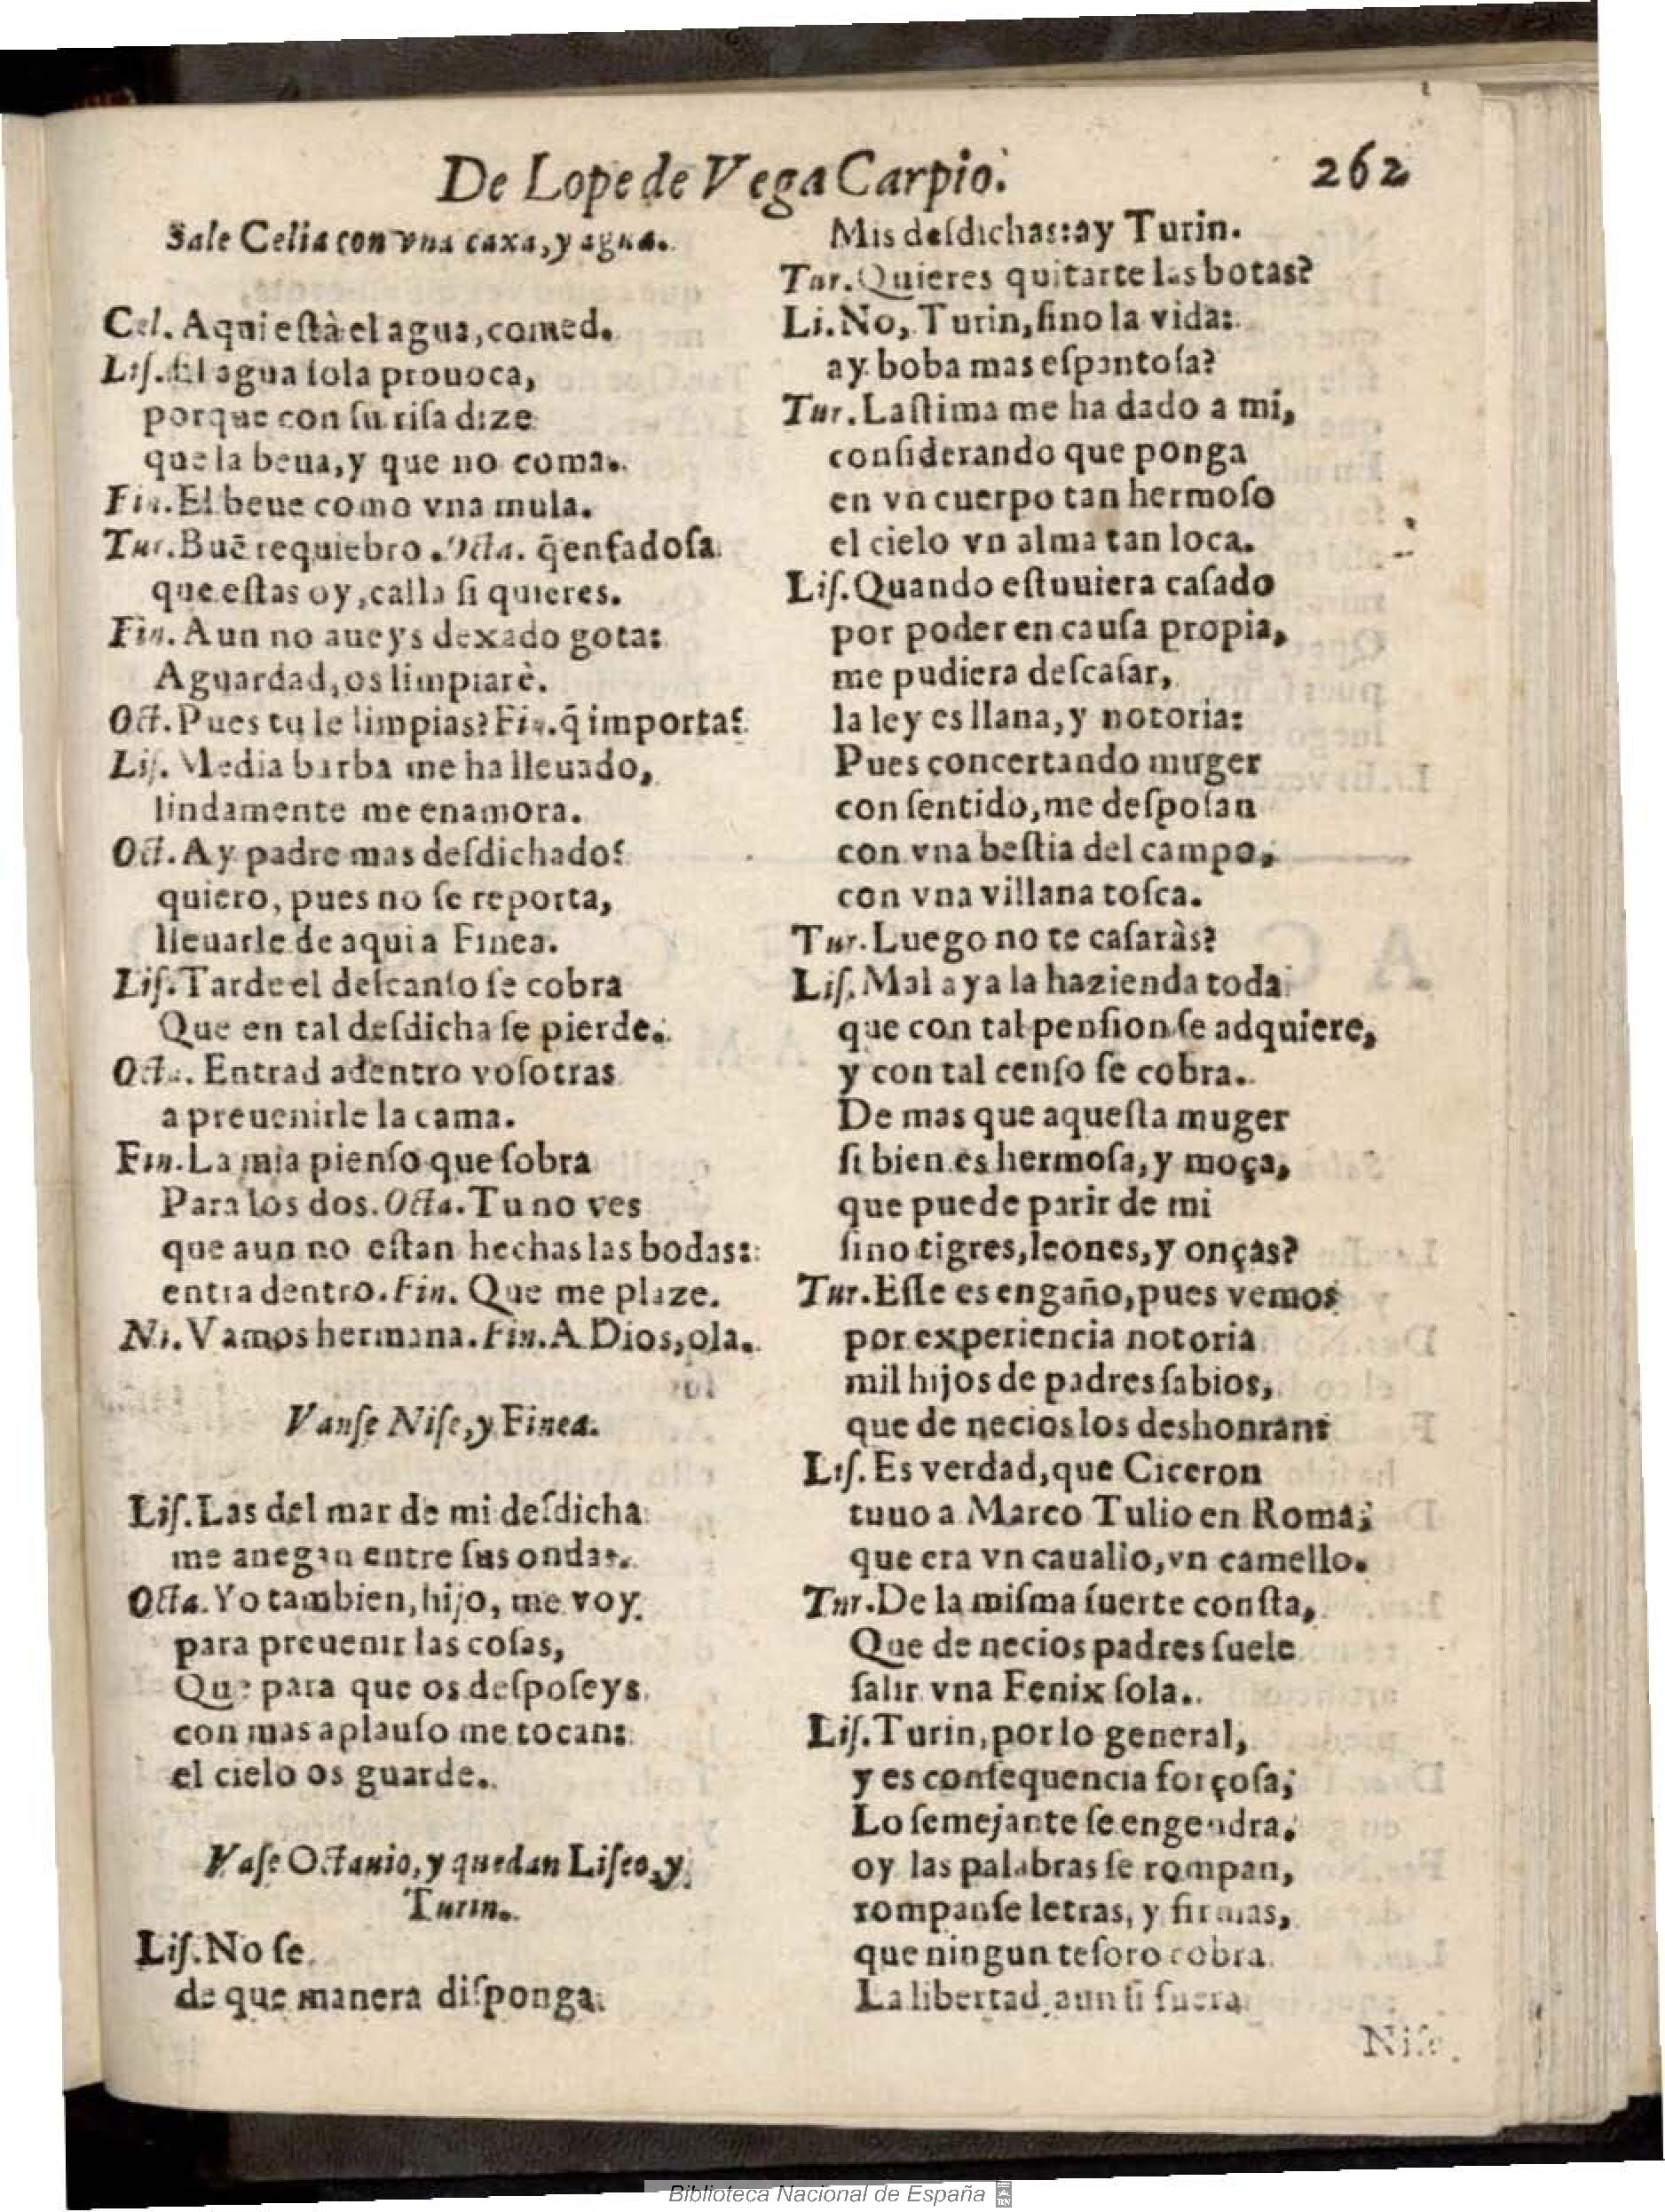 De Lope de Vega Carpio.
262
Sale Celia con vna caxa, y agua.
Cel. Aqui està el agua, comed.
Lis. El agua sola prouoca,
porque con su risa dize
que la beua, y que no coma.
Fin. El beue como vna mula.
Tur. Buē requiebro. Octa. q̄ enfadosa
que estas oy, calla si quieres.
Fin. Aun no aueys dexado gota:
Aguardad, os limpiarè.
Oct. Pues tu le limpias? Fin. q̄ importa?
Lis. Media barba me ha lleuado,
lindamente me enamora.
Oct. Ay padre mas desdichado?
quiero, pues no se reporta,
lleuarle de aqui a Finea.
Lis. Tarde el descanso se cobra
Que en tal desdicha se pierde.
Octa. Entrad adentro vosotras
a preuenirle la cama.
Fin. La mia pienso que sobra
Para los dos. Octa. Tu no ves
que aun no estan hechas las bodas:
entra dentro. Fin. Que me plaze.
Ni. Vamos hermana. Fin. A Dios, ola.
Vanse Nise, y Finea.
Lis. Las del mar de mi desdicha
me anegan entre sus ondas.
Octa. Yo tambien, hijo, me voy
para preuenir las cosas,
Que para que os desposeys
con mas aplauso me tocan:
el cielo os guarde.
Vase Octauio, y quedan Liseo, y
Turin.
Lis. No se
de que manera disponga
Mis desdichas: ay Turin.
Tur. Quieres quitarte las botas?
Li. No, Turin, sino la vida:
ay boba mas espantosa?
Tur. Lastima me ha dado a mi,
considerando que ponga
en vn cuerpo tan hermoso
el cielo vn alma tan loca.
Lis. Quando estuuiera casado
por poder en causa propia,
me pudiera descasar,
la ley es llana, y notoria:
Pues concertando muger
con sentido, me desposan
con vna bestia del campo,
con vna villana tosca.
Tur. Luego no te casaràs?
Lis. Mal aya la hazienda toda
que con tal pension se adquiere,
y con tal censo se cobra.
De mas que aquesta muger
si bien es hermosa, y moça,
que puede parir de mi
sino tigres, leones, y onças?
Tur. Esse es engaño, pues vemos
por experiencia notoria
mil hijos de padres sabios,
que de necios los deshonran:
Lis. Es verdad, que Ciceron
tuuo a Marco Tulio en Roma;
que era vn cauallo, vn camello.
Tur. De la misma suerte consta,
Que de necios padres suele
salir vna Fenix sola.
Lis. Turin, por lo general,
y es consequencia forçosa,
Lo semejante se engendra,
oy las palabras se rompan,
rompanse letras, y firmas,
que ningun tesoro cobra
La libertad, aun si fuera
Nise.
Biblioteca Nacional de España